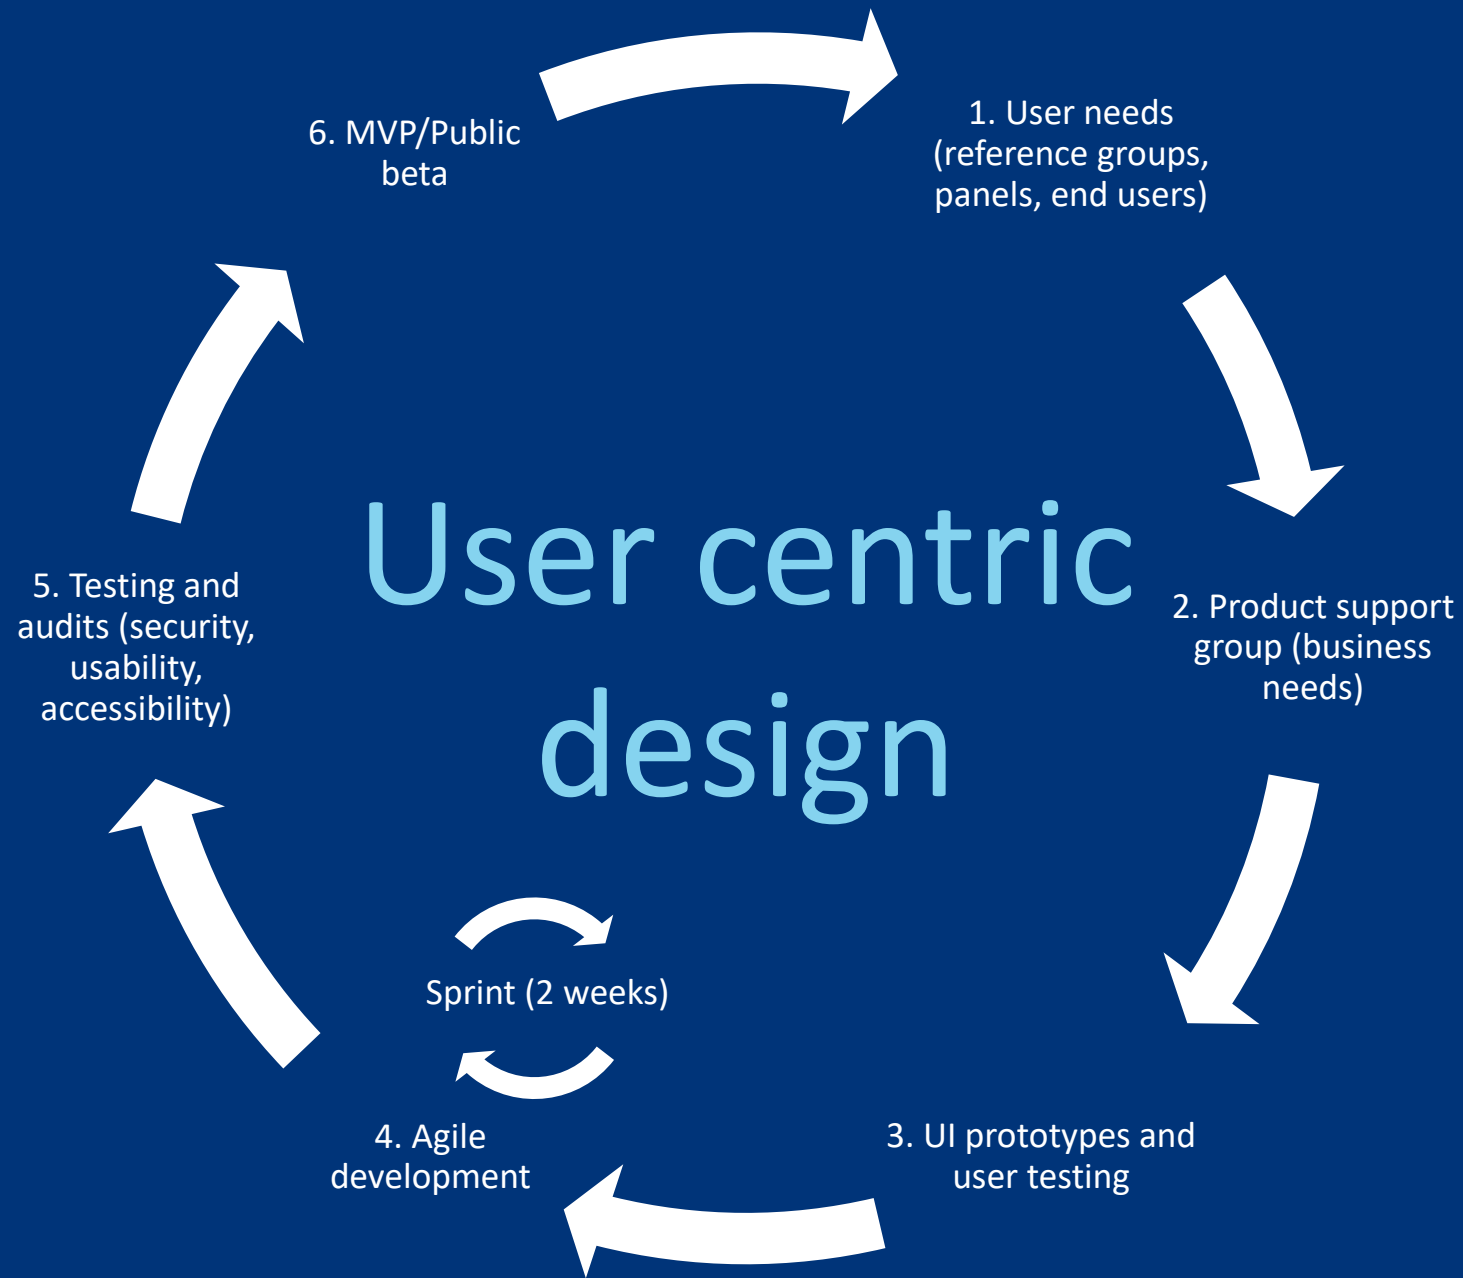 6. MVP/Public
beta
1. User needs
(reference groups,
panels, end users)
User centric
design
5. Testing and
audits (security,
usability,
accessibility)
2. Product support
group (business
needs)
Sprint (2 weeks)
4. Agile
development
3. UI prototypes and
user testing